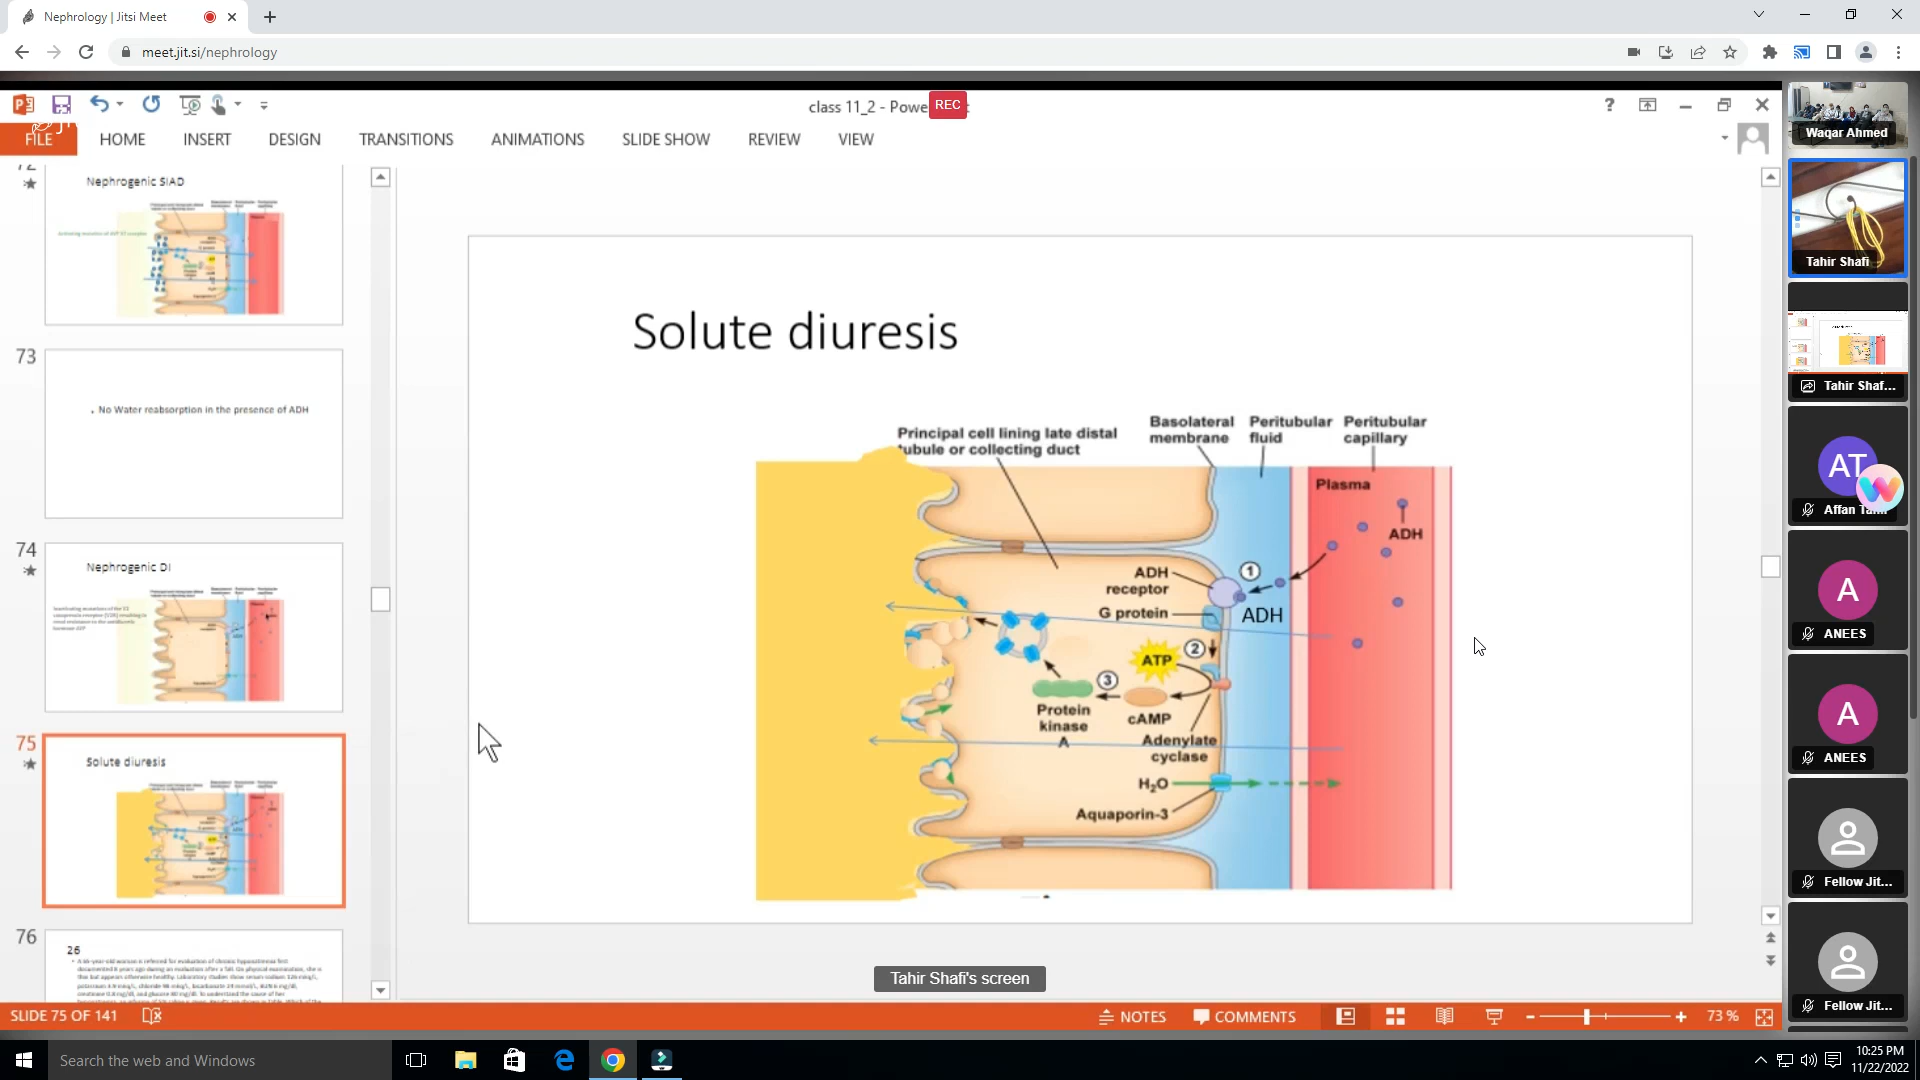 Nephrology | Jitsi Meet
meet.jit.si/nephrology
class 11_2 - Powe
REC
FILE
HOME
INSERT
DESIGN
TRANSITIONS
ANIMATIONS
SLIDE SHOW
REVIEW
VIEW
Nephrogenic SIAD
73
. No Water reabsorption in the presence of ADH
74
Nephrogenic DI
75
Solute diuresis
76
26
Solute diuresis
Principal cell lining late distal
tubule or collecting duct
Basolateral
membrane
Peritubular
fluid
Peritubular
capillary
Plasma
ADH
ADH
receptor
1
G protein
ADH
ATP
2
3
Protein
kinase
A
cAMP
Adenylate
cyclase
H2O
Aquaporin-3
Tahir Shafi's screen
SLIDE 75 OF 141
NOTES
COMMENTS
73 %
Waqar Ahmed
Tahir Shafi
Tahir Shaf...
AT
Affan
A
ANEES
A
ANEES
Fellow Jit...
Fellow Jit...
Search the web and Windows
10:25 PM
11/22/2022